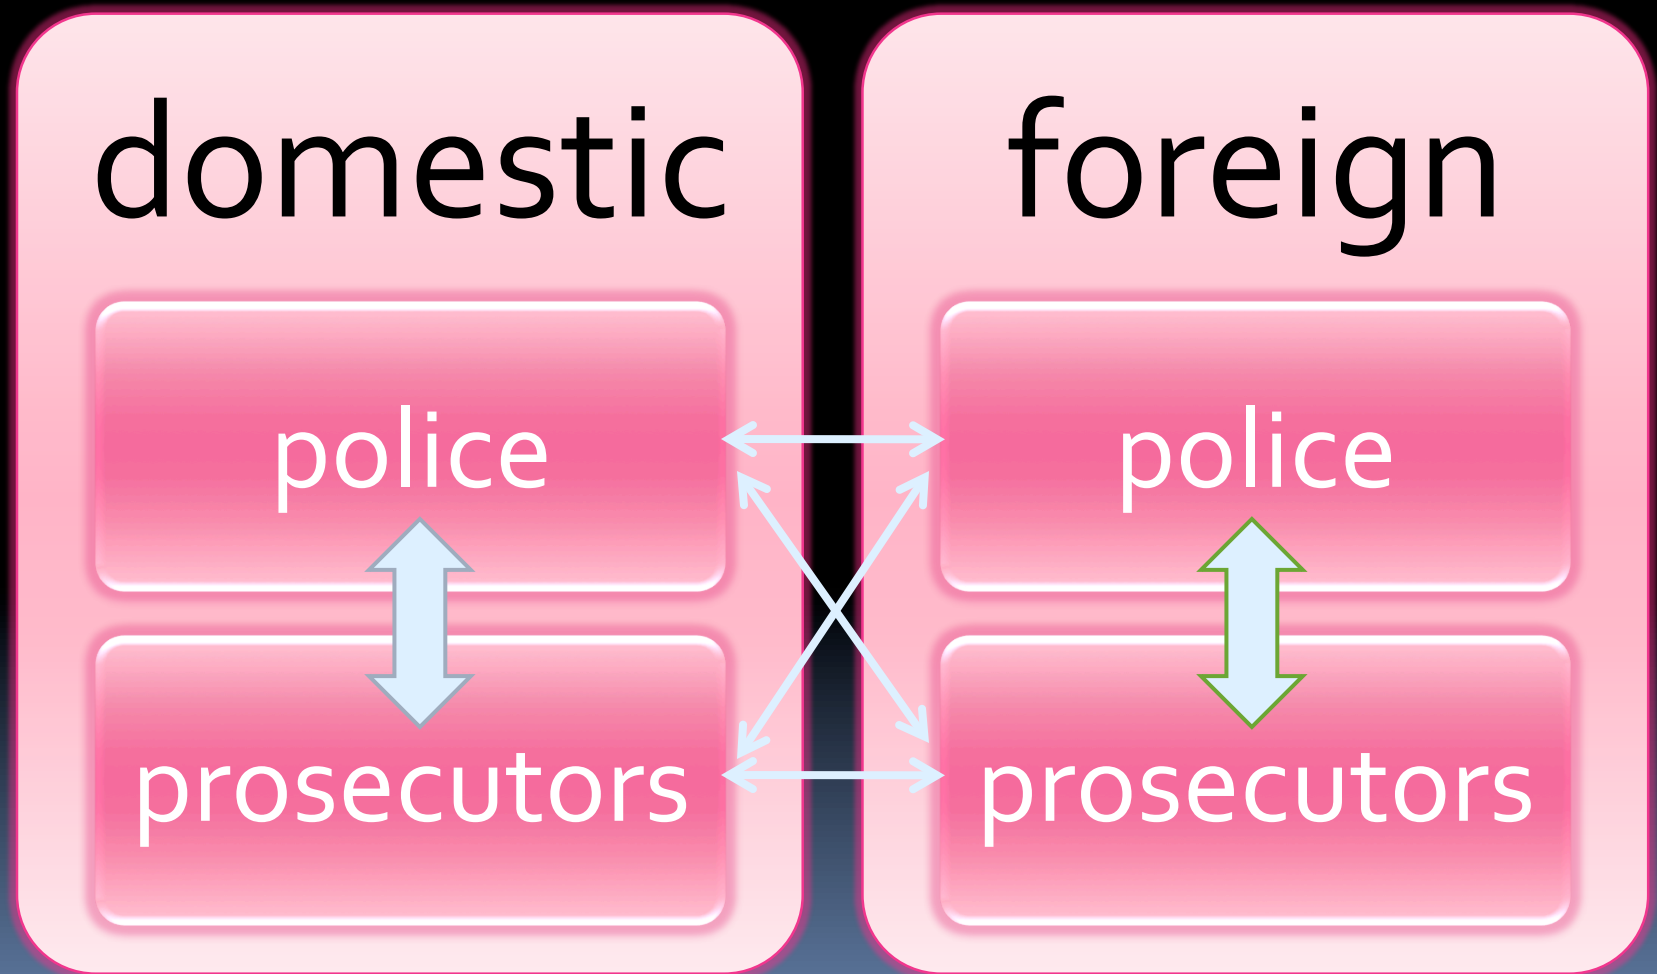 domestic
police
prosecutors
foreign
police
prosecutors